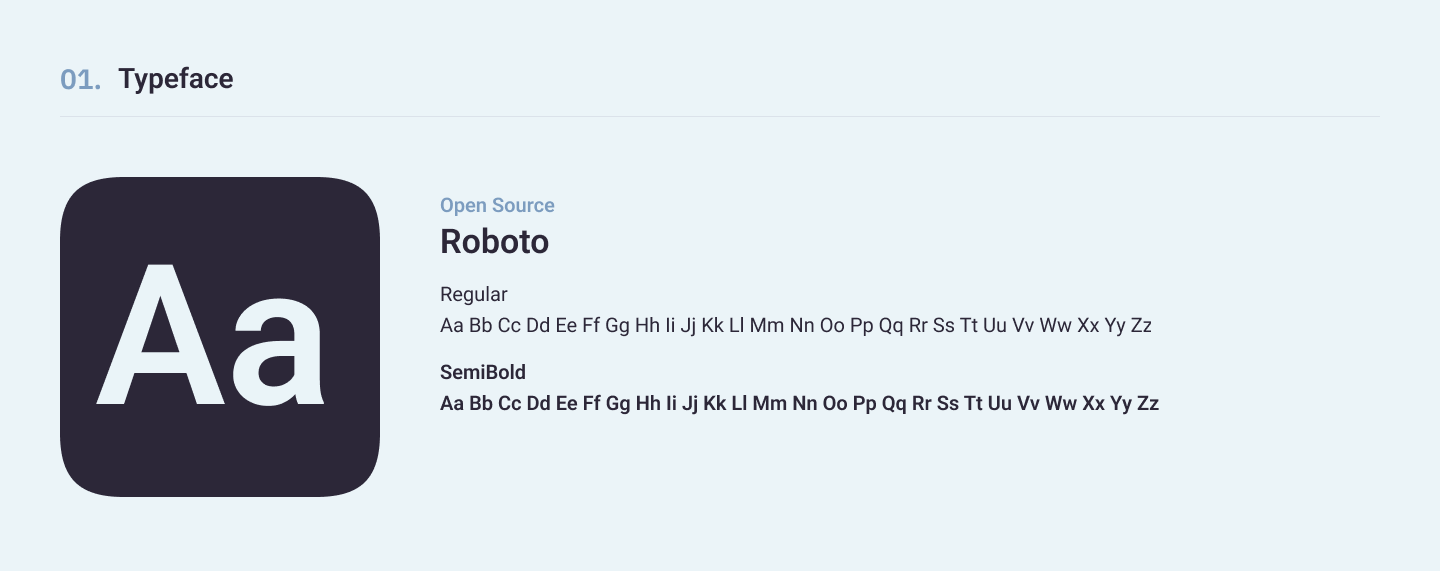 01. Typeface
Aa
Open Source
Roboto
Regular
Aa Bb Cc Dd Ee Ff Gg Hh Ii Jj Kk Ll Mm Nn Oo Pp Qq Rr Ss Tt Uu Vv Ww Xx Yy Zz
SemiBold
Aa Bb Cc Dd Ee Ff Gg Hh Ii Jj Kk Ll Mm Nn Oo Pp Qq Rr Ss Tt Uu Vv Ww Xx Yy Zz